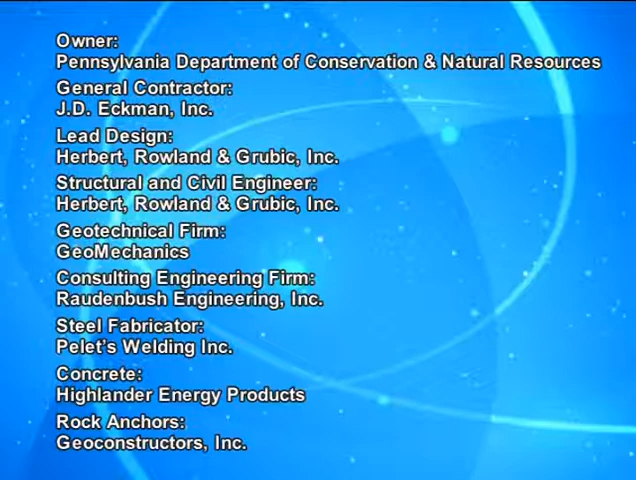 Owner:
Pennsylvania Department of Conservation & Natural Resources
General Contractor:
J.D. Eckman, Inc.
Lead Design:
Herbert, Rowland & Grubic, Inc.
Structural and Civil Engineer:
Herbert, Rowland & Grubic, Inc.
Geotechnical Firm:
GeoMechanics
Consulting Engineering Firm:
Raudenbush Engineering, Inc.
Steel Fabricator:
Pelet's Welding Inc.
Concrete:
Highlander Energy Products
Rock Anchors:
Geoconstructors, Inc.